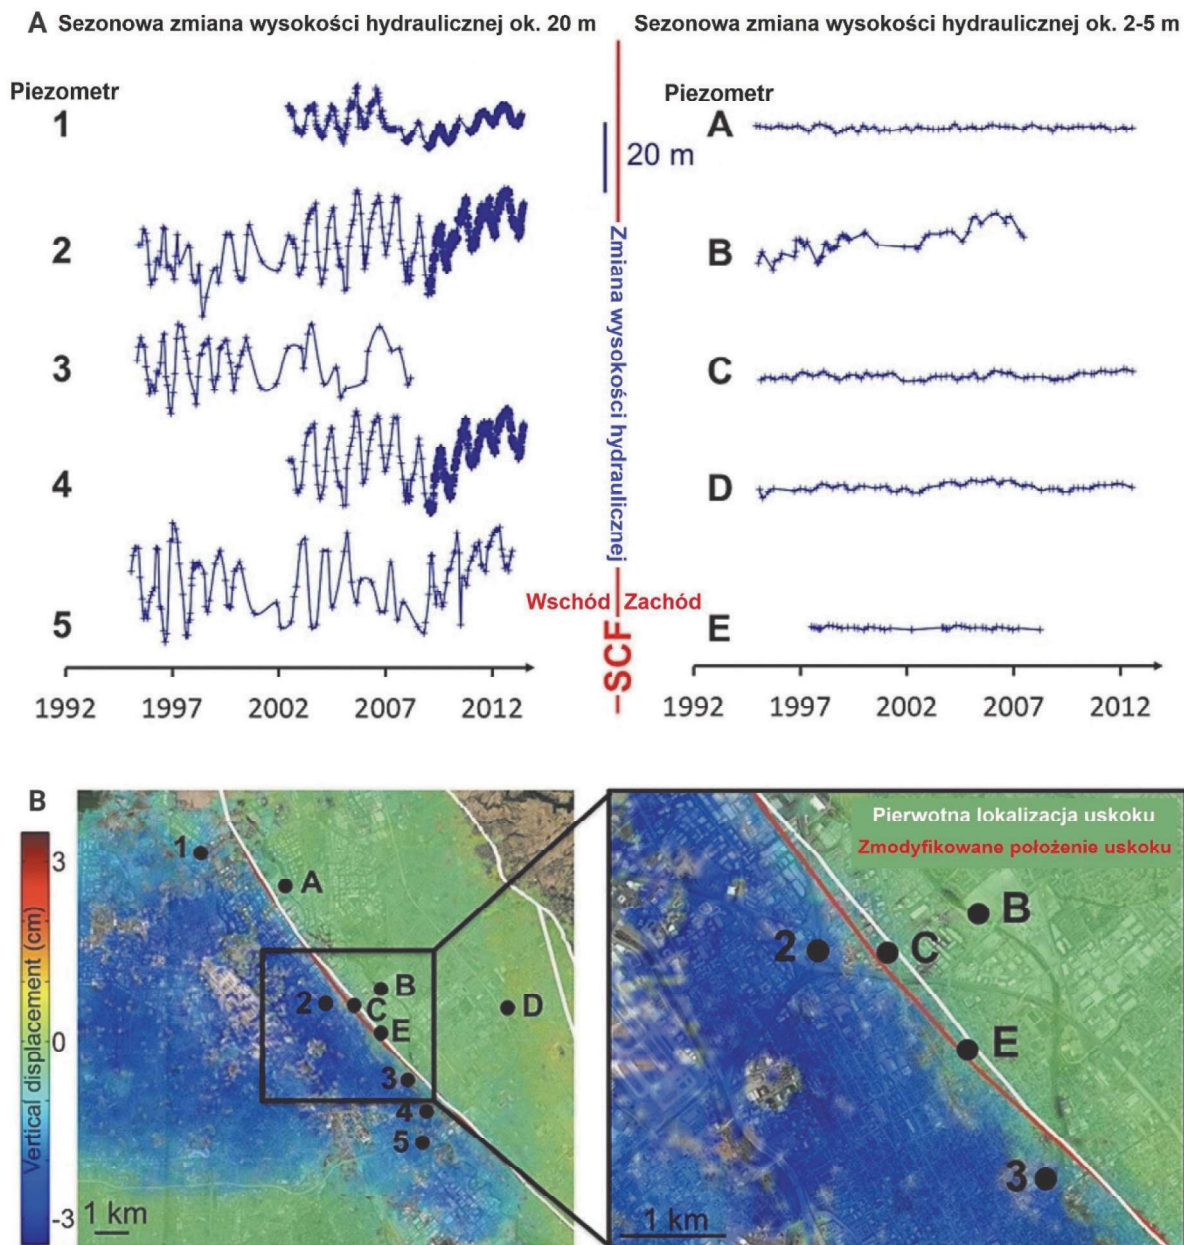 A Sezonowa zmiana wysokości hydraulicznej ok. 20 m
Sezonowa zmiana wysokości hydraulicznej ok. 2-5 m
Piezometr
1
2
3
4
5
1992 1997 2002 2007 2012
20 m
Zmiana wysokości hydraulicznej
Wschód Zachód
SCF
Piezometr
A
B
C
D
E
1992 1997 2002 2007 2012
B
Vertical displacement (cm)
3
0
-3
1
A
B
2
C
D
E
3
4
5
1 km
Pierwotna lokalizacja uskoku
Zmodyfikowane położenie uskoku
B
2
C
E
3
1 km